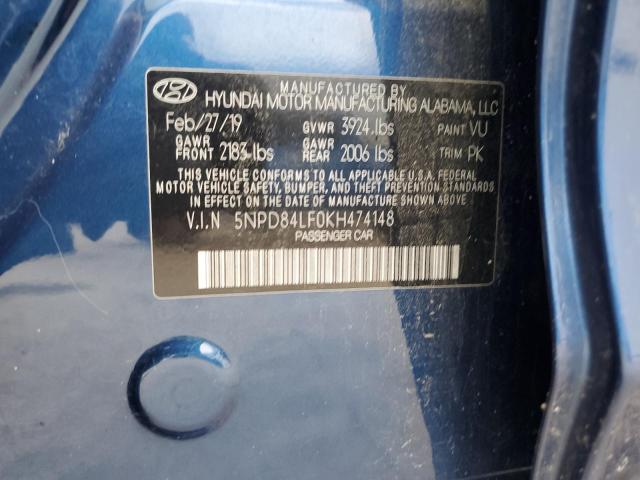 MANUFACTURED BY
HYUNDAI MOTOR MANUFACTURING ALABAMA, LLC
Feb/27/19 GVWR 3924 lbs PAINT VU
GAWR FRONT 2183 lbs GAWR REAR 2006 lbs TRIM PK
THIS VEHICLE CONFORMS TO ALL APPLICABLE U.S.A. FEDERAL
MOTOR VEHICLE SAFETY, BUMPER, AND THEFT PREVENTION
STANDARDS IN EFFECT ON THE DATE OF MANUFACTURE SHOWN ABOVE.
V.I.N 5NPD84LF0KH474148
PASSENGER CAR